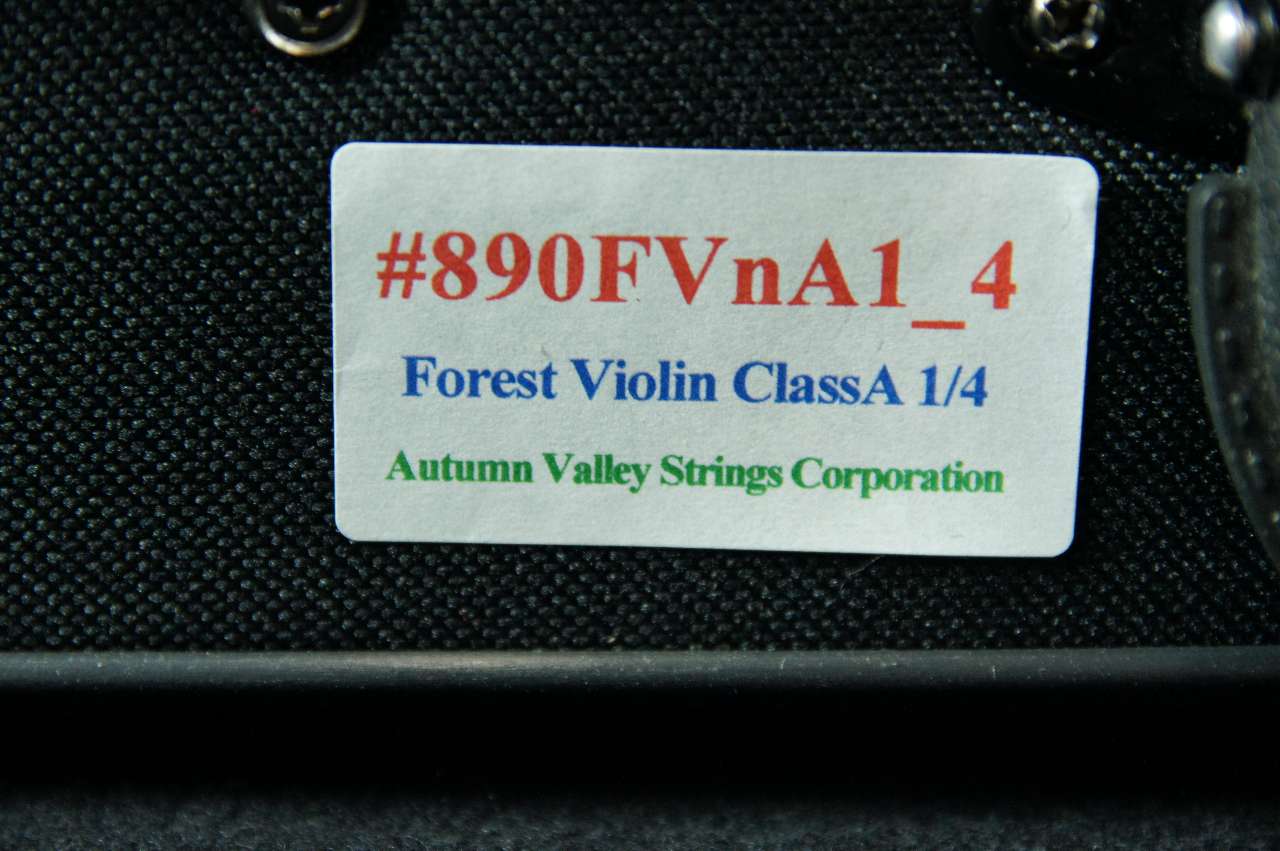 #890FVnA1_4
Forest Violin ClassA 1/4
Autumn Valley Strings Corporation